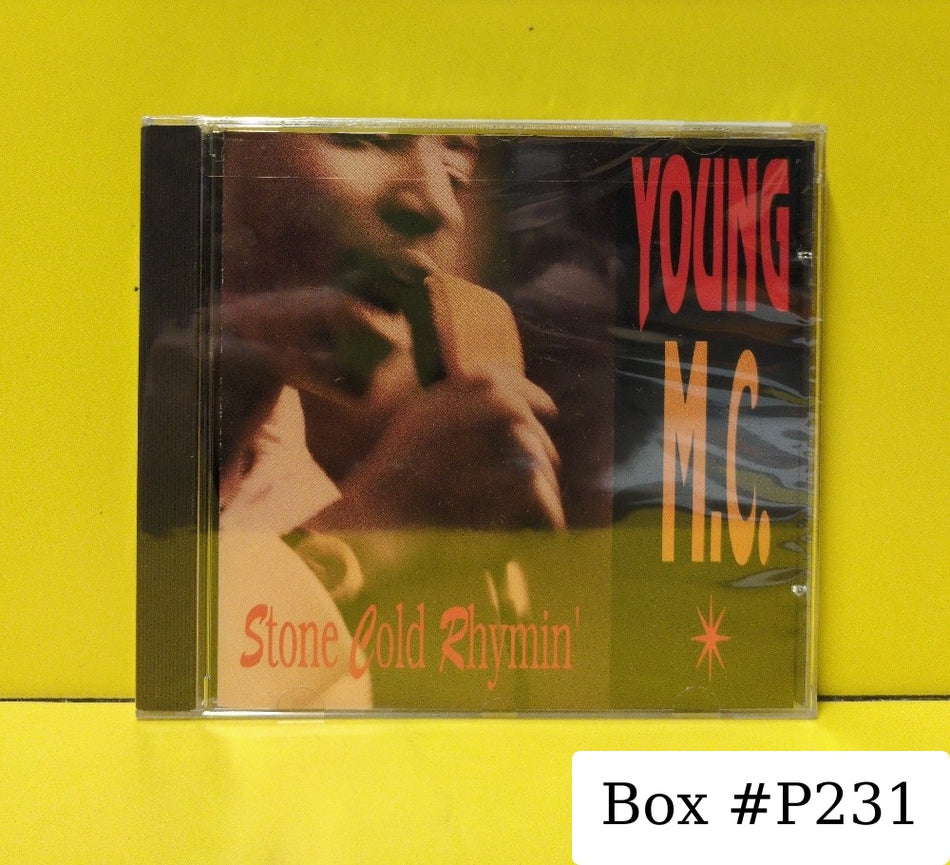 YOUNG
M.C.
Stone Cold Rhymin'
Box #P231